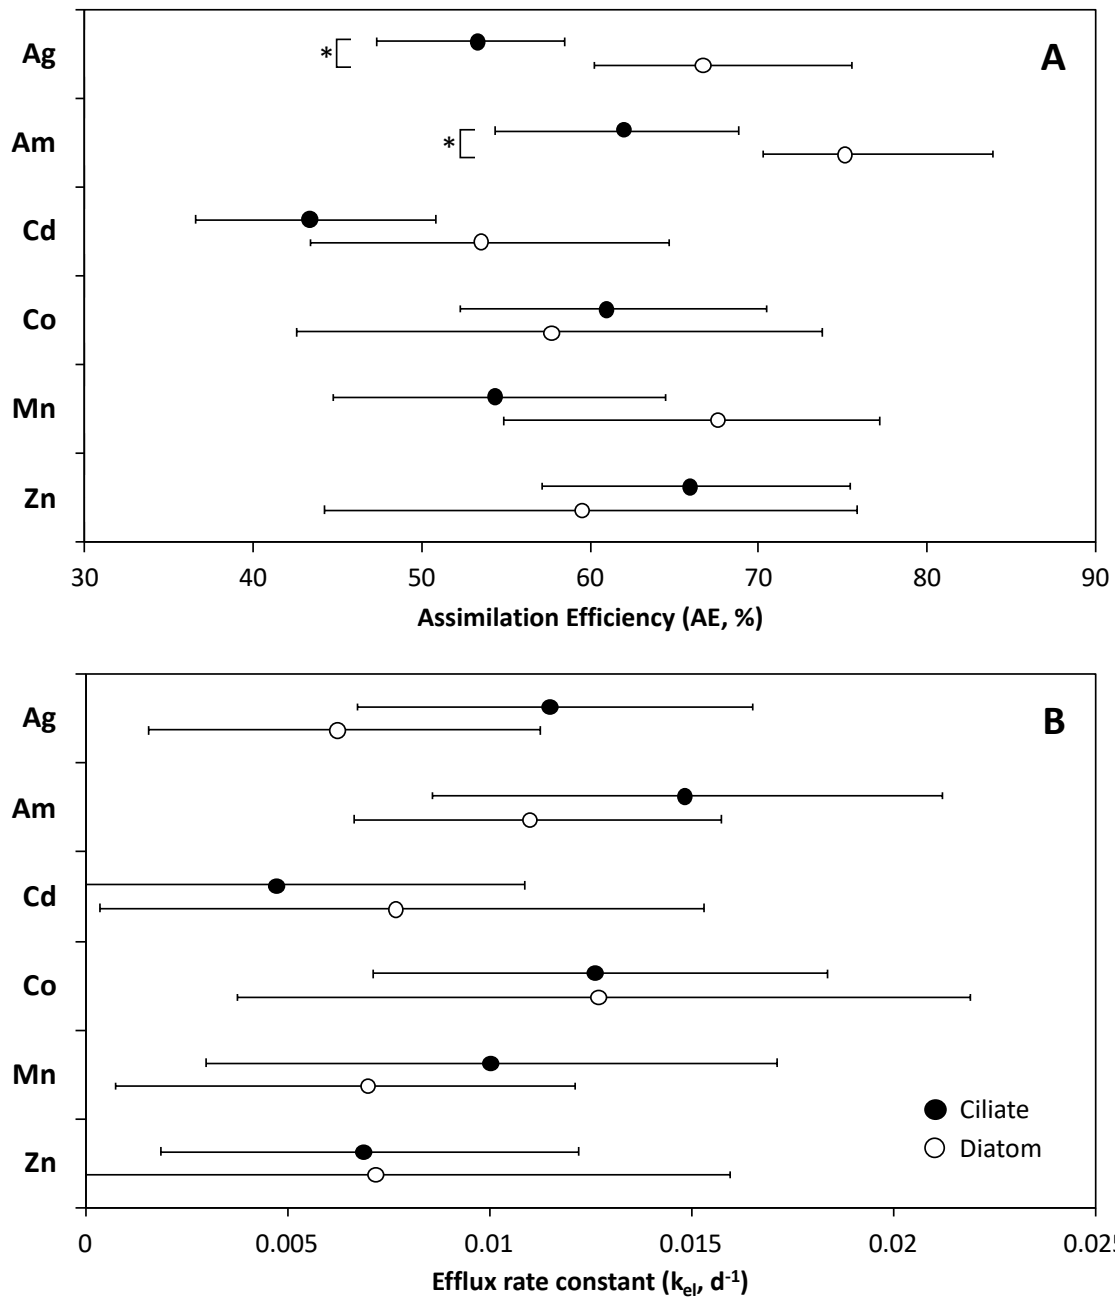 Ag
*
A
Am
*
Cd
Co
Mn
Zn
30 40 50 60 70 80 90
Assimilation Efficiency (AE, %)
Ag
B
Am
Cd
Co
Mn
Ciliate
Diatom
Zn
0 0.005 0.01 0.015 0.02 0.025
Efflux rate constant (kel, d-1)